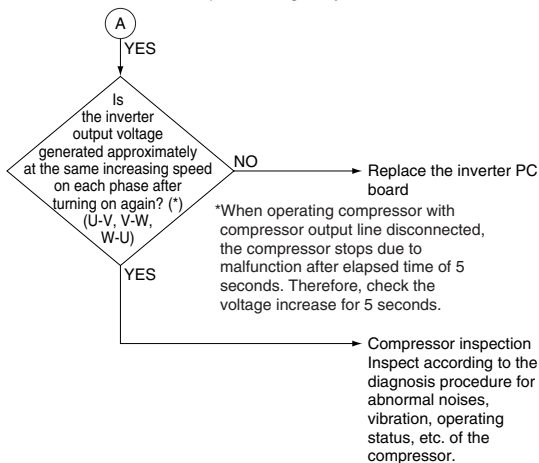 A
YES
Is
the inverter
output voltage
generated approximately
at the same increasing speed
on each phase after
turning on again? (*)
(U-V, V-W,
W-U)
NO
Replace the inverter PC
board
*When operating compressor with
compressor output line disconnected,
the compressor stops due to
malfunction after elapsed time of 5
seconds. Therefore, check the
voltage increase for 5 seconds.
YES
Compressor inspection
Inspect according to the
diagnosis procedure for
abnormal noises,
vibration, operating
status, etc. of the
compressor.